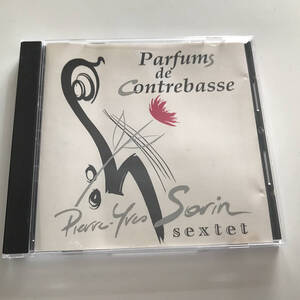 Parfums
de
Contrebasse
Pierre-Yves Sorin
sextet